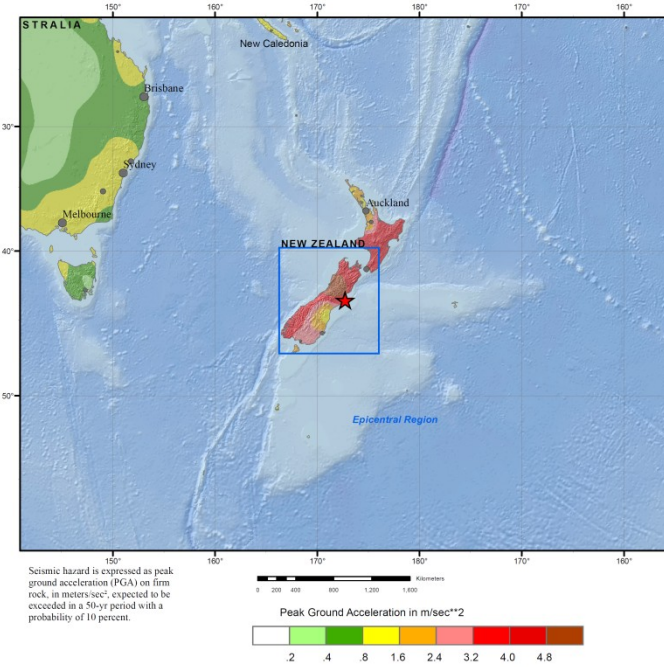 150° 160° 170° 180° 170° 160°
STRALIA
New Caledonia
Brisbane
30°
30°
Sydney
Auckland
Melbourne
40°
40°
NEW ZEALAND
50°
50°
Epicentral Region
150° 160° 170° 180° 170° 160°
Seismic hazard is expressed as peak
ground acceleration (PGA) on firm
rock, in meters/sec², expected to be
exceeded in a 50-yr period with a
probability of 10 percent.
Kilometers
0 200 400 800 1,200 1,600
Peak Ground Acceleration in m/sec**2
.2 .4 .8 1.6 2.4 3.2 4.0 4.8